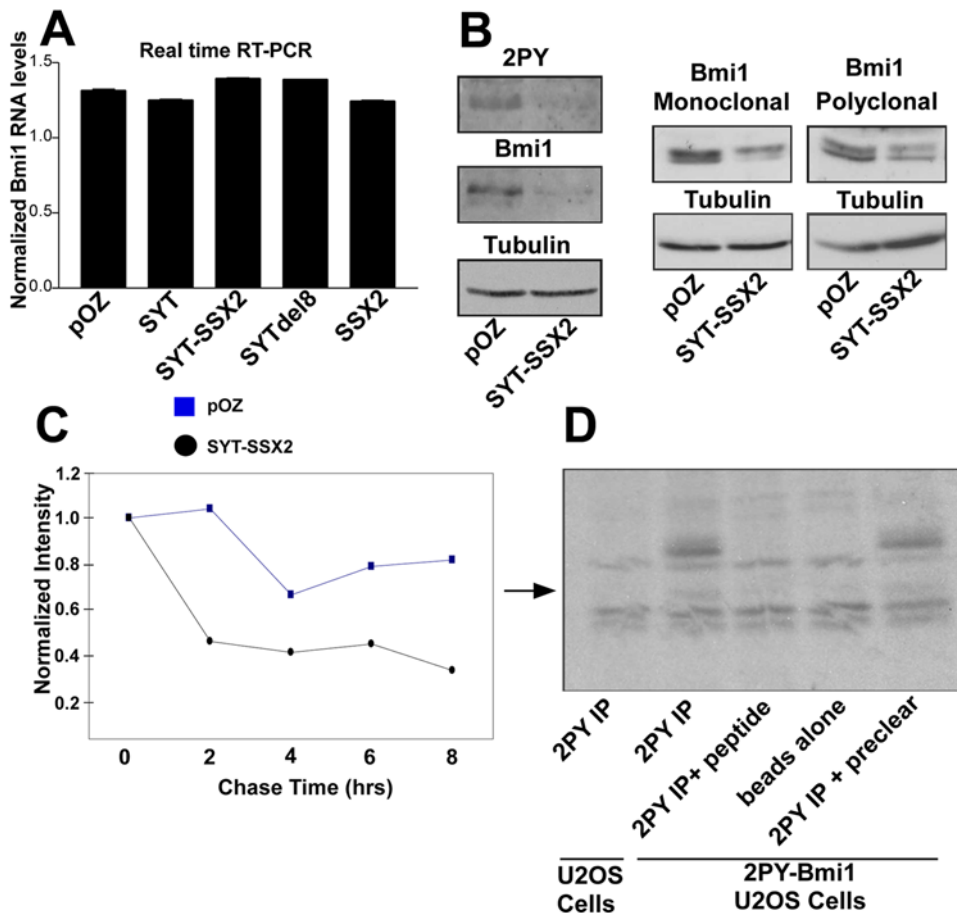 A
Real time RT-PCR
Normalized Bmi1 RNA levels
1.5
1.0
0.5
0.0
pOZ
SYT
SYT-SSX2
SYTdel8
SSX2
B
2PY
Bmi1
Tubulin
pOZ
SYT-SSX2
Bmi1
Monoclonal
Tubulin
pOZ
SYT-SSX2
Bmi1
Polyclonal
Tubulin
pOZ
SYT-SSX2
C
pOZ
SYT-SSX2
Normalized Intensity
1.2
1.0
0.8
0.6
0.4
0.2
0
2
4
6
8
Chase Time (hrs)
D
2PY IP
2PY IP
2PY IP+ peptide
beads alone
2PY IP + preclear
U2OS
Cells
2PY-Bmi1
U2OS Cells